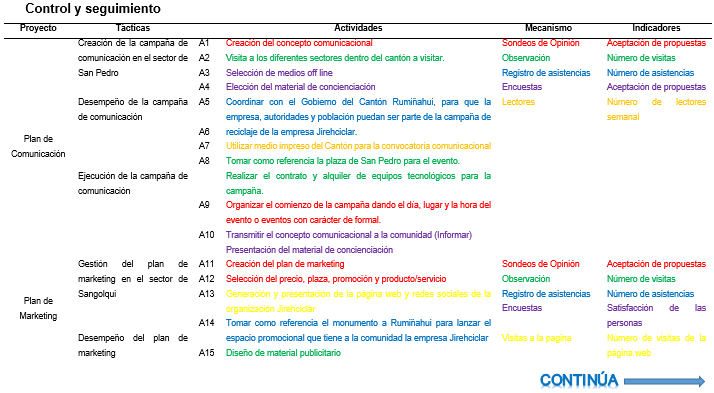 Control y seguimiento
Proyecto Tacticas Actividades Mecanismo Indicadores
Creación de la campaña de A1 Creación del concepto comunicacional Sondeos de Opinión Aceptación de propuestas
comunicación en el sector de A2 Visita a los diferentes sectores dentro del cantón a visitar. Observación Número de visitas
San Pedro A3 Selección de medios off line Registro de asistencias Número de asistencias
A4 Elección del material de concienciación Encuestas Aceptación de propuestas
Desempeño de la campaña A5 Coordinar con el Gobierno del Cantón Rumiñahui, para que la Lectores Número de lectores
de comunicación empresa, autoridades y población puedan ser parte de la campaña de semanal
A6 reciclaje de la empresa Jirehciclar.
Plan de A7 Utilizar medio impreso del Cantón para la convocatoria comunicacional
Comunicación A8 Tomar como referencia la plaza de San Pedro para el evento.
Ejecución de la campaña de Realizar el contrato y alquiler de equipos tecnológicos para la
comunicación campaña.
A9 Organizar el comienzo de la campaña dando el día, lugar y la hora del
evento o eventos con carácter de formal.
A10 Transmitir el concepto comunicacional a la comunidad (Informar)
Presentación del material de concienciación
Gestión del plan de A11 Creación del plan de marketing Sondeos de Opinión Aceptación de propuestas
marketing en el sector de A12 Selección del precio, plaza, promoción y producto/servicio Observación Número de visitas
Plan de Sangolqui A13 Generación y presentación de la página web y redes sociales de la Registro de asistencias Número de asistencias
Marketing organización Jirehciclar Encuestas Satisfacción de las
A14 Tomar como referencia el monumento a Rumiñahui para lanzar el personas
Desempeño del plan de espacio promocional que tiene a la comunidad la empresa Jirehciclar Visitas a la pagina Número de visitas de la
marketing A15 Diseño de material publicitario pagina web
CONTINÚA